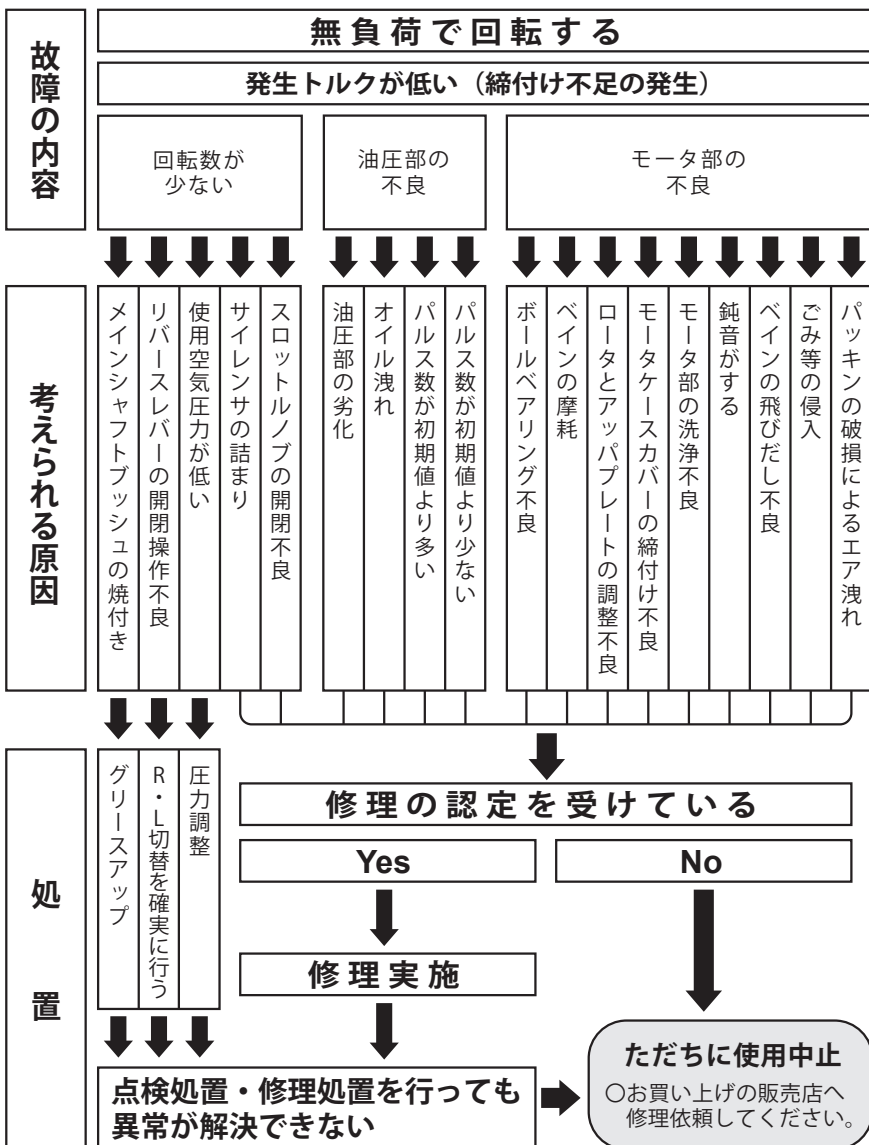 故障の内容
無負荷で回転する
発生トルクが低い（締付け不足の発生）
回転数が
少ない
油圧部の
不良
モータ部の
不良
考えられる原因
メインシャフトブッシュの焼付き
リバースレバーの開閉操作不良
使用空気圧力が低い
サイレンサの詰まり
スロットルノブの開閉不良
油圧部の劣化
オイル洩れ
パルス数が初期値より多い
パルス数が初期値より少ない
ボールベアリング不良
ベインの摩耗
ロータとアッパプレートの調整不良
モータケースカバーの締付け不良
モータ部の洗浄不良
鈍音がする
ベインの飛びだし不良
ごみ等の侵入
パッキンの破損によるエア洩れ
処置
グリースアップ
R・L切替を確実に行う
圧力調整
修理の認定を受けている
Yes
No
修理実施
点検処置・修理処置を行っても
異常が解決できない
ただちに使用中止
〇お買い上げの販売店へ
修理依頼してください。